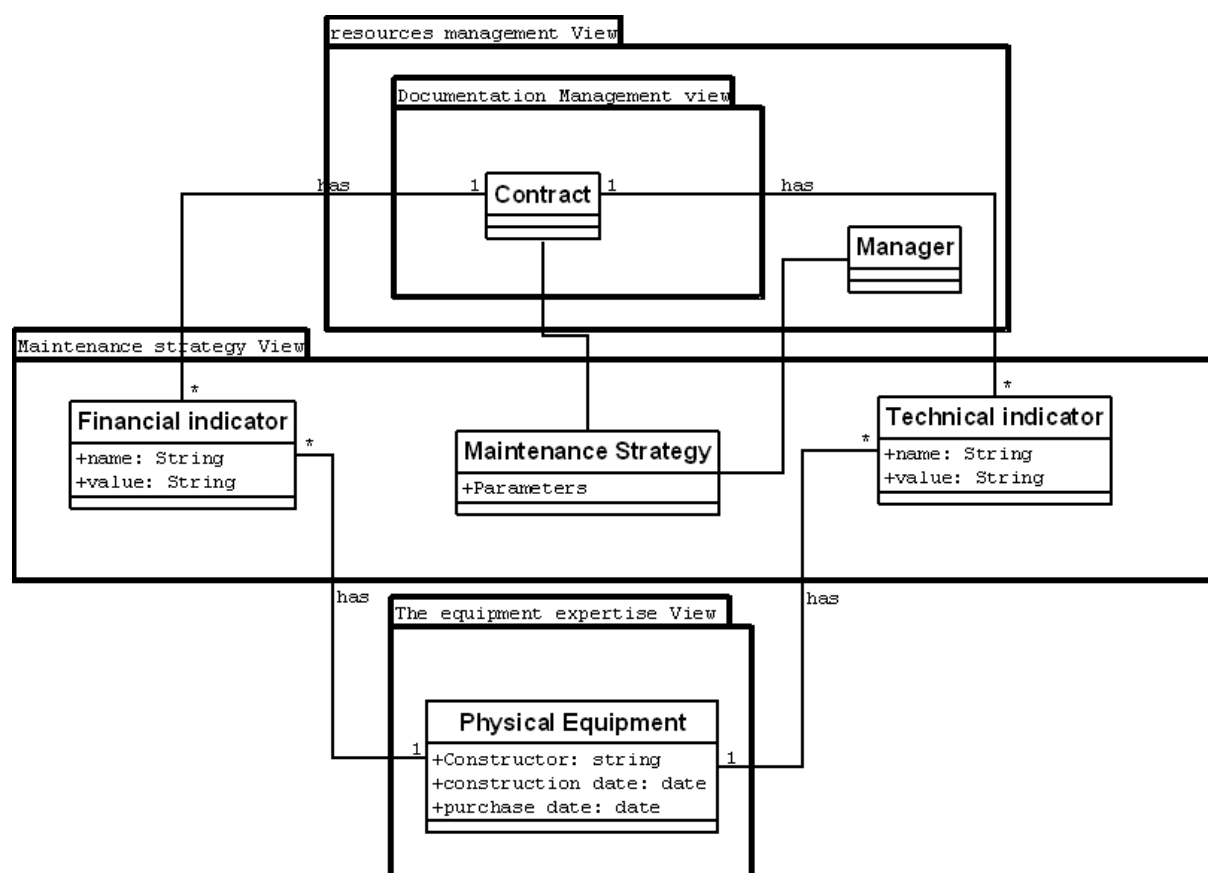 resources management View
Documentation Management view
has
1
Contract
1
has
Manager
Maintenance strategy View
*
*
Financial indicator
+name: String
+value: String
*
Maintenance Strategy
+Parameters
*
Technical indicator
+name: String
+value: String
has
has
The equipment expertise View
Physical Equipment
1
+Constructor: string
+construction date: date
+purchase date: date
1